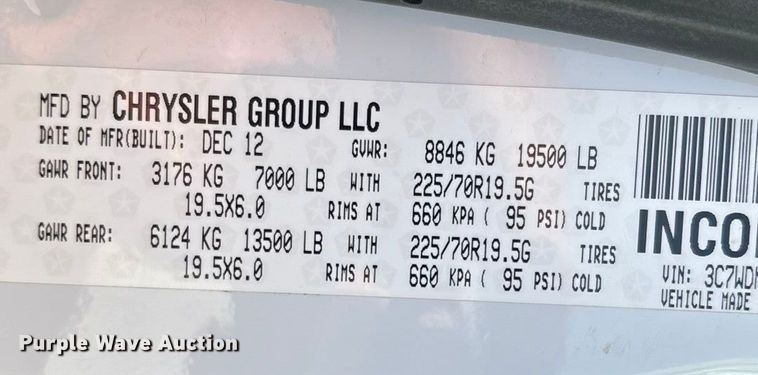 MFD BY CHRYSLER GROUP LLC
DATE OF MFR(BUILT): DEC 12 GVWR: 8846 KG 19500 LB
GAWR FRONT: 3176 KG 7000 LB WITH 225/70R19.5G TIRES
19.5X6.0 RIMS AT 660 KPA ( 95 PSI) COLD
GAWR REAR: 6124 KG 13500 LB WITH 225/70R19.5G TIRES
19.5X6.0 RIMS AT 660 KPA ( 95 PSI) COLD
INCO
VIN: 3C7WD
VEHICLE MADE
Purple Wave Auction